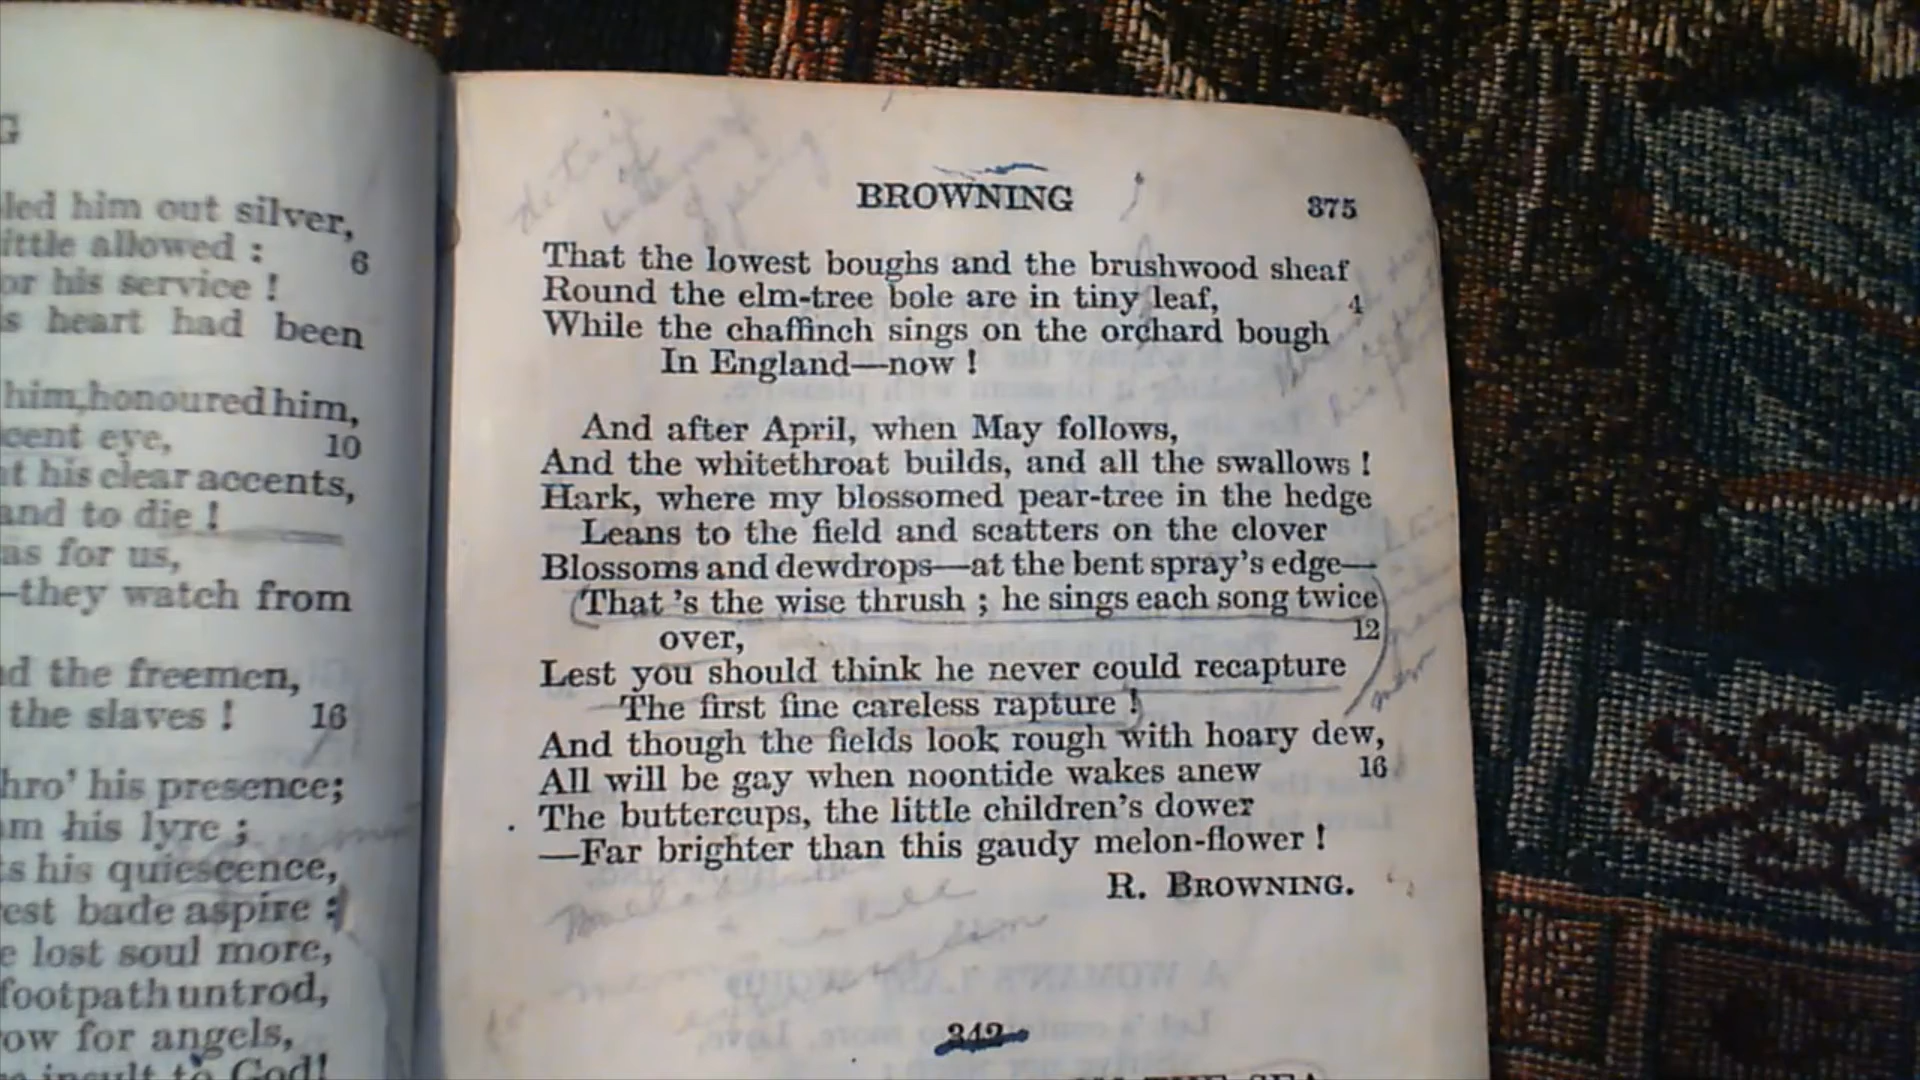 G
led him out silver,
ittle allowed : 6
or his service !
s heart had been
him, honoured him,
cent eye, 10
t his clear accents,
and to die !
as for us,
—they watch from
d the freemen,
the slaves ! 16
hro' his presence;
m his lyre ;
s his quiescence,
est bade aspire :
e lost soul more,
footpath untrod,
ow for angels,
insult to God!
BROWNING 375
That the lowest boughs and the brushwood sheaf
Round the elm-tree bole are in tiny leaf, 4
While the chaffinch sings on the orchard bough
In England—now !
And after April, when May follows,
And the whitethroat builds, and all the swallows !
Hark, where my blossomed pear-tree in the hedge
Leans to the field and scatters on the clover
Blossoms and dewdrops—at the bent spray's edge—
That 's the wise thrush ; he sings each song twice
over, 12
Lest you should think he never could recapture
The first fine careless rapture !
And though the fields look rough with hoary dew,
All will be gay when noontide wakes anew 16
The buttercups, the little children's dower
—Far brighter than this gaudy melon-flower !
R. BROWNING.
342
THE SEA